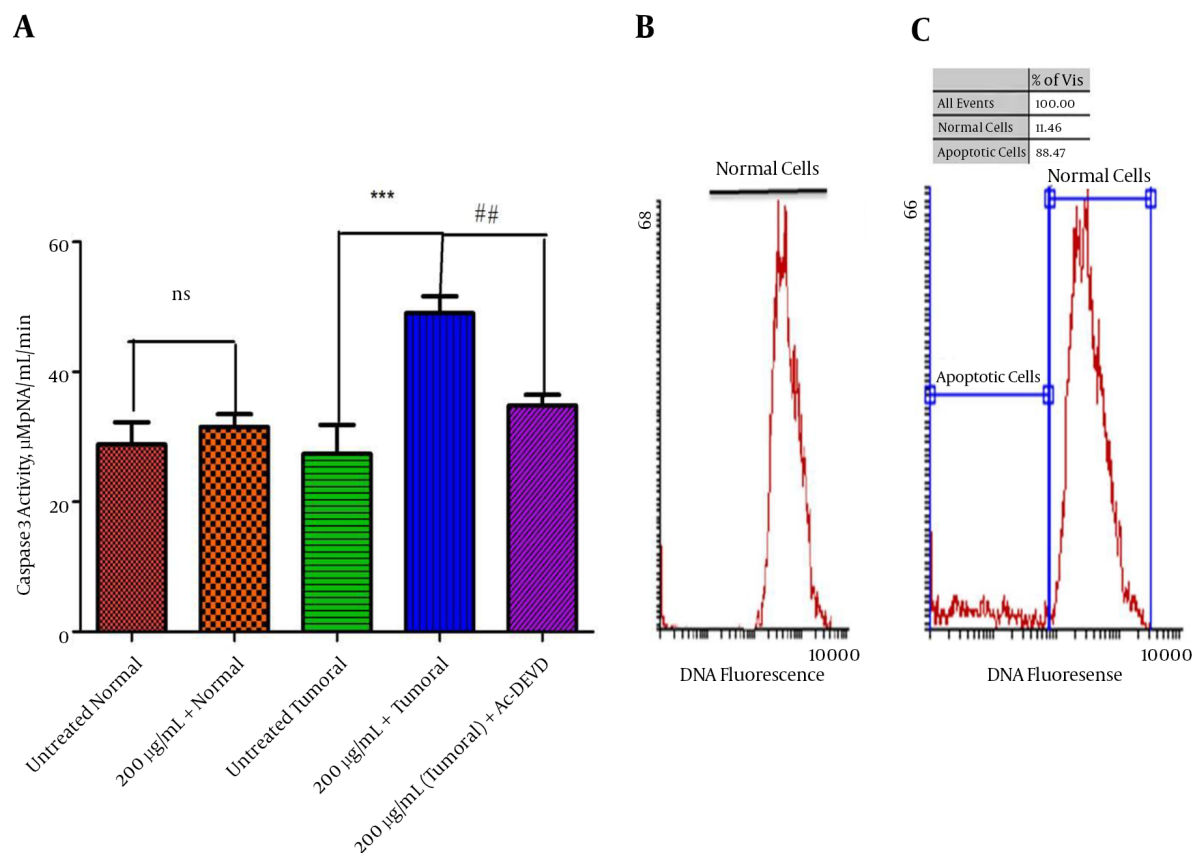 A
B
C
% of Vis
All Events 100.00
Normal Cells 11.46
Apoptotic Cells 88.47
Normal Cells
Normal Cells
***
##
68
66
60
ns
40
Apoptotic Cells
20
0
Caspase 3 Activity, µMpNA/mL/min
10000
10000
DNA Fluorescence
DNA Fluoresense
Untreated Normal
200 µg/mL + Normal
Untreated Tumoral
200 µg/mL + Tumoral
200 µg/mL (Tumoral) + Ac-DEVD